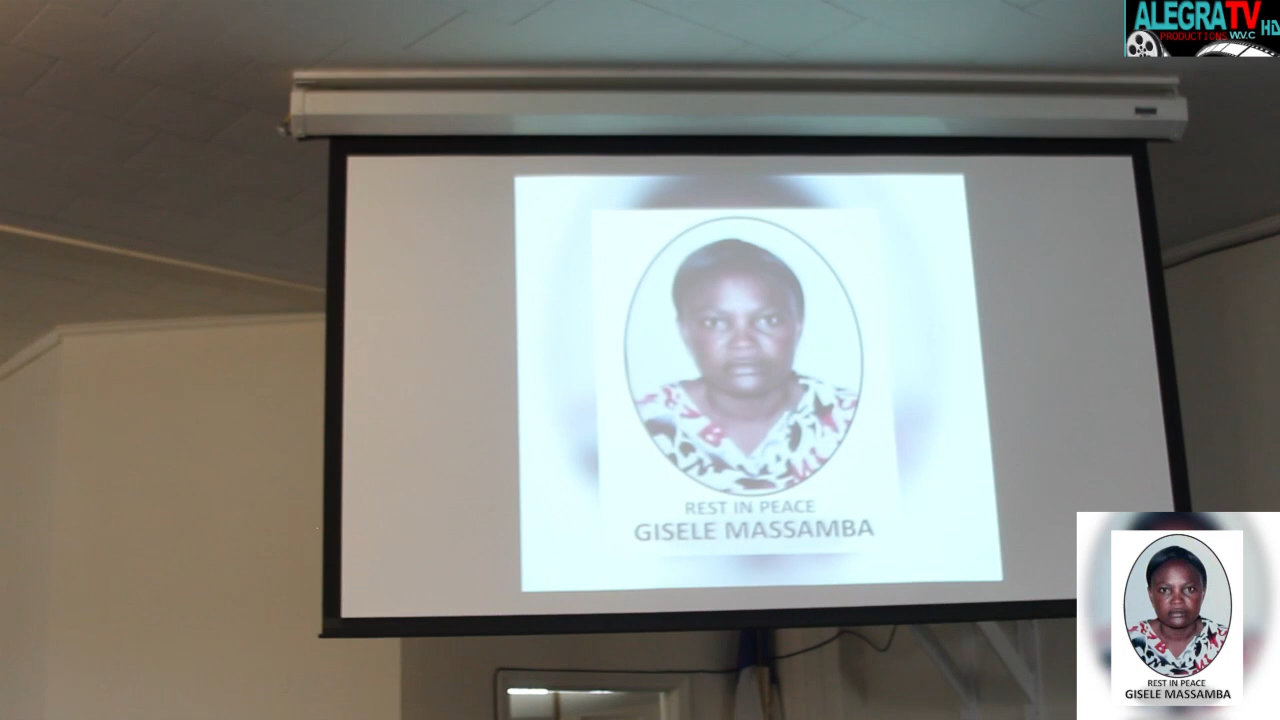 ALEGRATV HD
PRODUCTIONS W.V.C
REST IN PEACE
GISELE MASSAMBA
REST IN PEACE
GISELE MASSAMBA